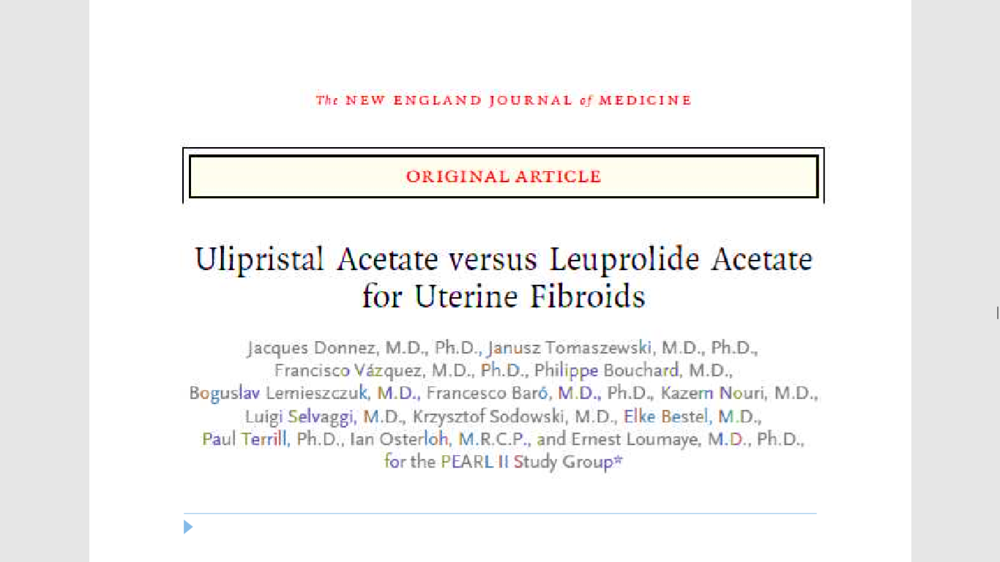 The NEW ENGLAND JOURNAL of MEDICINE
ORIGINAL ARTICLE
Ulipristal Acetate versus Leuprolide Acetate
for Uterine Fibroids
Jacques Donnez, M.D., Ph.D., Janusz Tomaszewski, M.D., Ph.D.,
Francisco Vázquez, M.D., Ph.D., Philippe Bouchard, M.D.,
Boguslav Lemieszczuk, M.D., Francesco Baró, M.D., Ph.D., Kazem Nouri, M.D.,
Luigi Selvaggi, M.D., Krzysztof Sodowski, M.D., Elke Bestel, M.D.,
Paul Terrill, Ph.D., Ian Osterloh, M.R.C.P., and Ernest Loumaye, M.D., Ph.D.,
for the PEARL II Study Group*